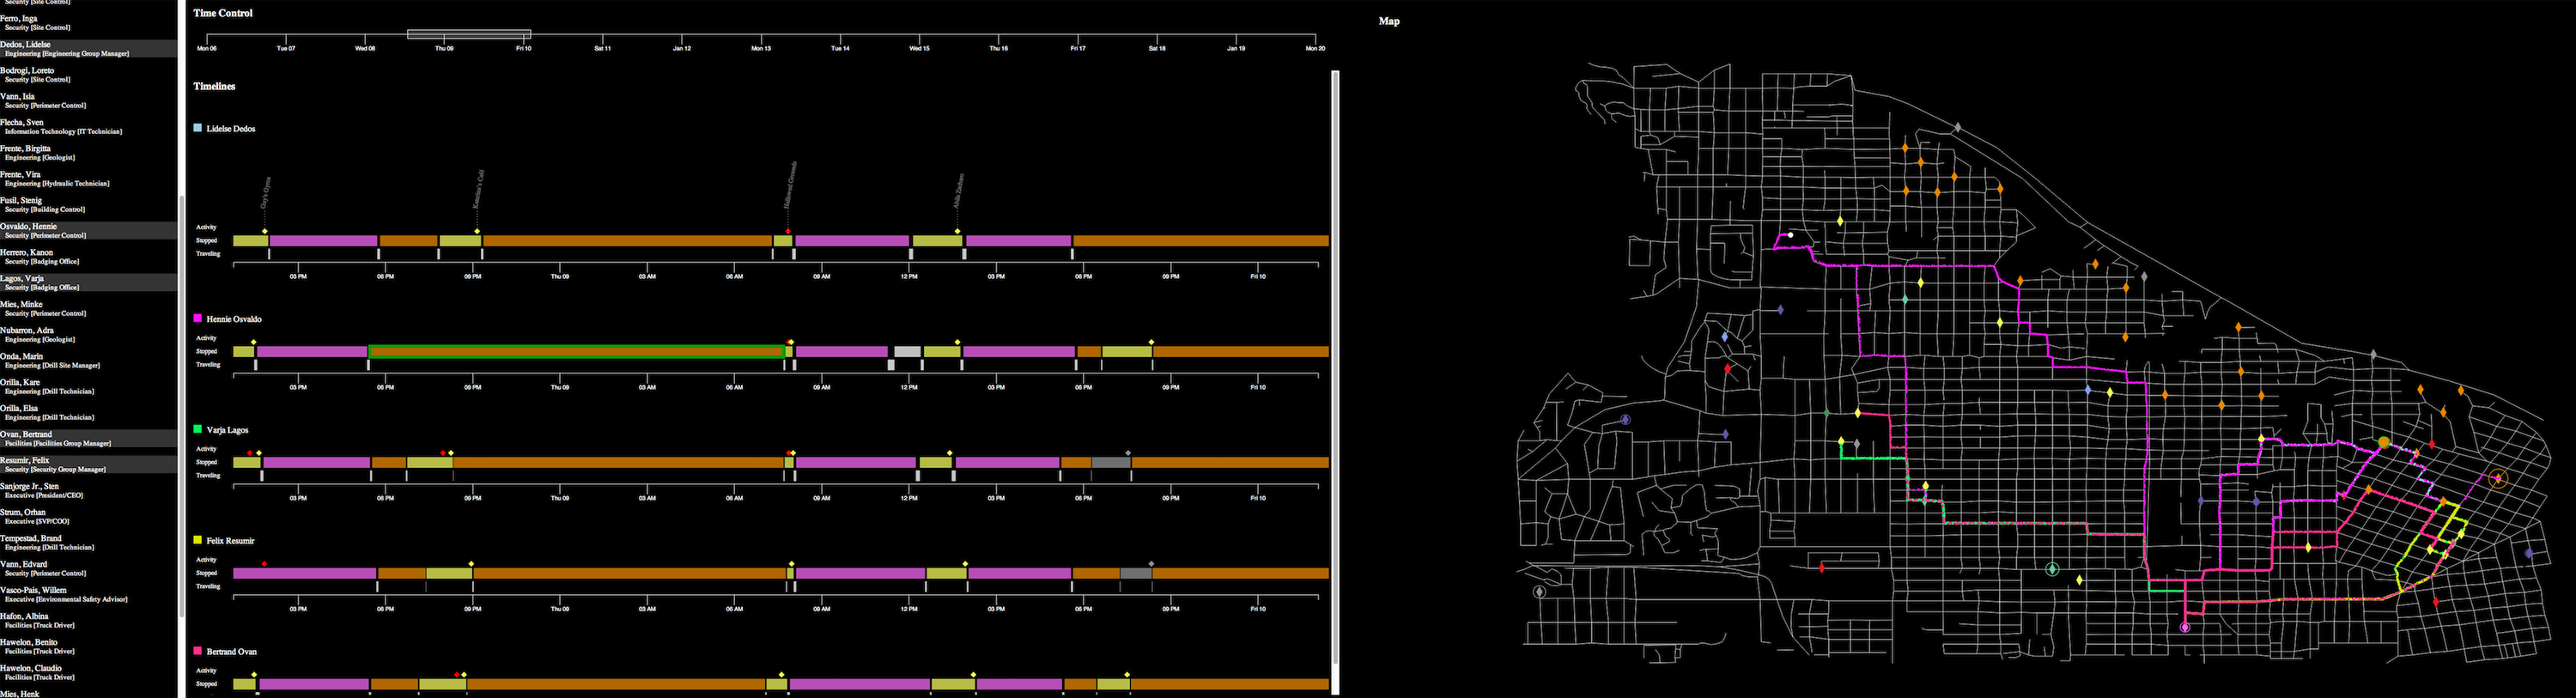 Security [Site Control]
Ferro, Inga
Security [Site Control]
Dedos, Lidelse
Engineering [Engineering Group Manager]
Bodrogi, Loreto
Security [Site Control]
Vann, Isia
Security [Perimeter Control]
Flecha, Sven
Information Technology [IT Technician]
Frente, Birgitta
Engineering [Geologist]
Frente, Vira
Engineering [Hydraulic Technician]
Fusil, Stenig
Security [Building Control]
Osvaldo, Hennie
Security [Perimeter Control]
Herrero, Kanon
Security [Badging Office]
Lagos, Varja
Security [Badging Office]
Mies, Minke
Security [Perimeter Control]
Nubarron, Adra
Engineering [Geologist]
Onda, Marin
Engineering [Drill Site Manager]
Orilla, Kare
Engineering [Drill Technician]
Orilla, Elsa
Engineering [Drill Technician]
Ovan, Bertrand
Facilities [Facilities Group Manager]
Resumir, Felix
Security [Security Group Manager]
Sanjorge Jr., Sten
Executive [President/CEO]
Strum, Orhan
Executive [SVP/COO]
Tempestad, Brand
Engineering [Drill Technician]
Vann, Edvard
Security [Perimeter Control]
Vasco-Pais, Willem
Executive [Environmental Safety Advisor]
Hafon, Albina
Facilities [Truck Driver]
Hawelon, Benito
Facilities [Truck Driver]
Hawelon, Claudio
Facilities [Truck Driver]
Mies, Henk
Time Control
Mon 06 Tue 07 Wed 08 Thu 09 Fri 10 Sat 11 Jan 12 Mon 13 Tue 14 Wed 15 Thu 16 Fri 17 Sat 18 Jan 19 Mon 20
Timelines
Lidelse Dedos
Guy's Gyros
Katerina's Café
Hallowed Grounds
Abila Zacharo
Activity
Stopped
Traveling
03 PM 06 PM 09 PM Thu 09 03 AM 06 AM 09 AM 12 PM 03 PM 06 PM 09 PM Fri 10
Hennie Osvaldo
Activity
Stopped
Traveling
03 PM 06 PM 09 PM Thu 09 03 AM 06 AM 09 AM 12 PM 03 PM 06 PM 09 PM Fri 10
Varja Lagos
Activity
Stopped
Traveling
03 PM 06 PM 09 PM Thu 09 03 AM 06 AM 09 AM 12 PM 03 PM 06 PM 09 PM Fri 10
Felix Resumir
Activity
Stopped
Traveling
03 PM 06 PM 09 PM Thu 09 03 AM 06 AM 09 AM 12 PM 03 PM 06 PM 09 PM Fri 10
Bertrand Ovan
Activity
Stopped
Map